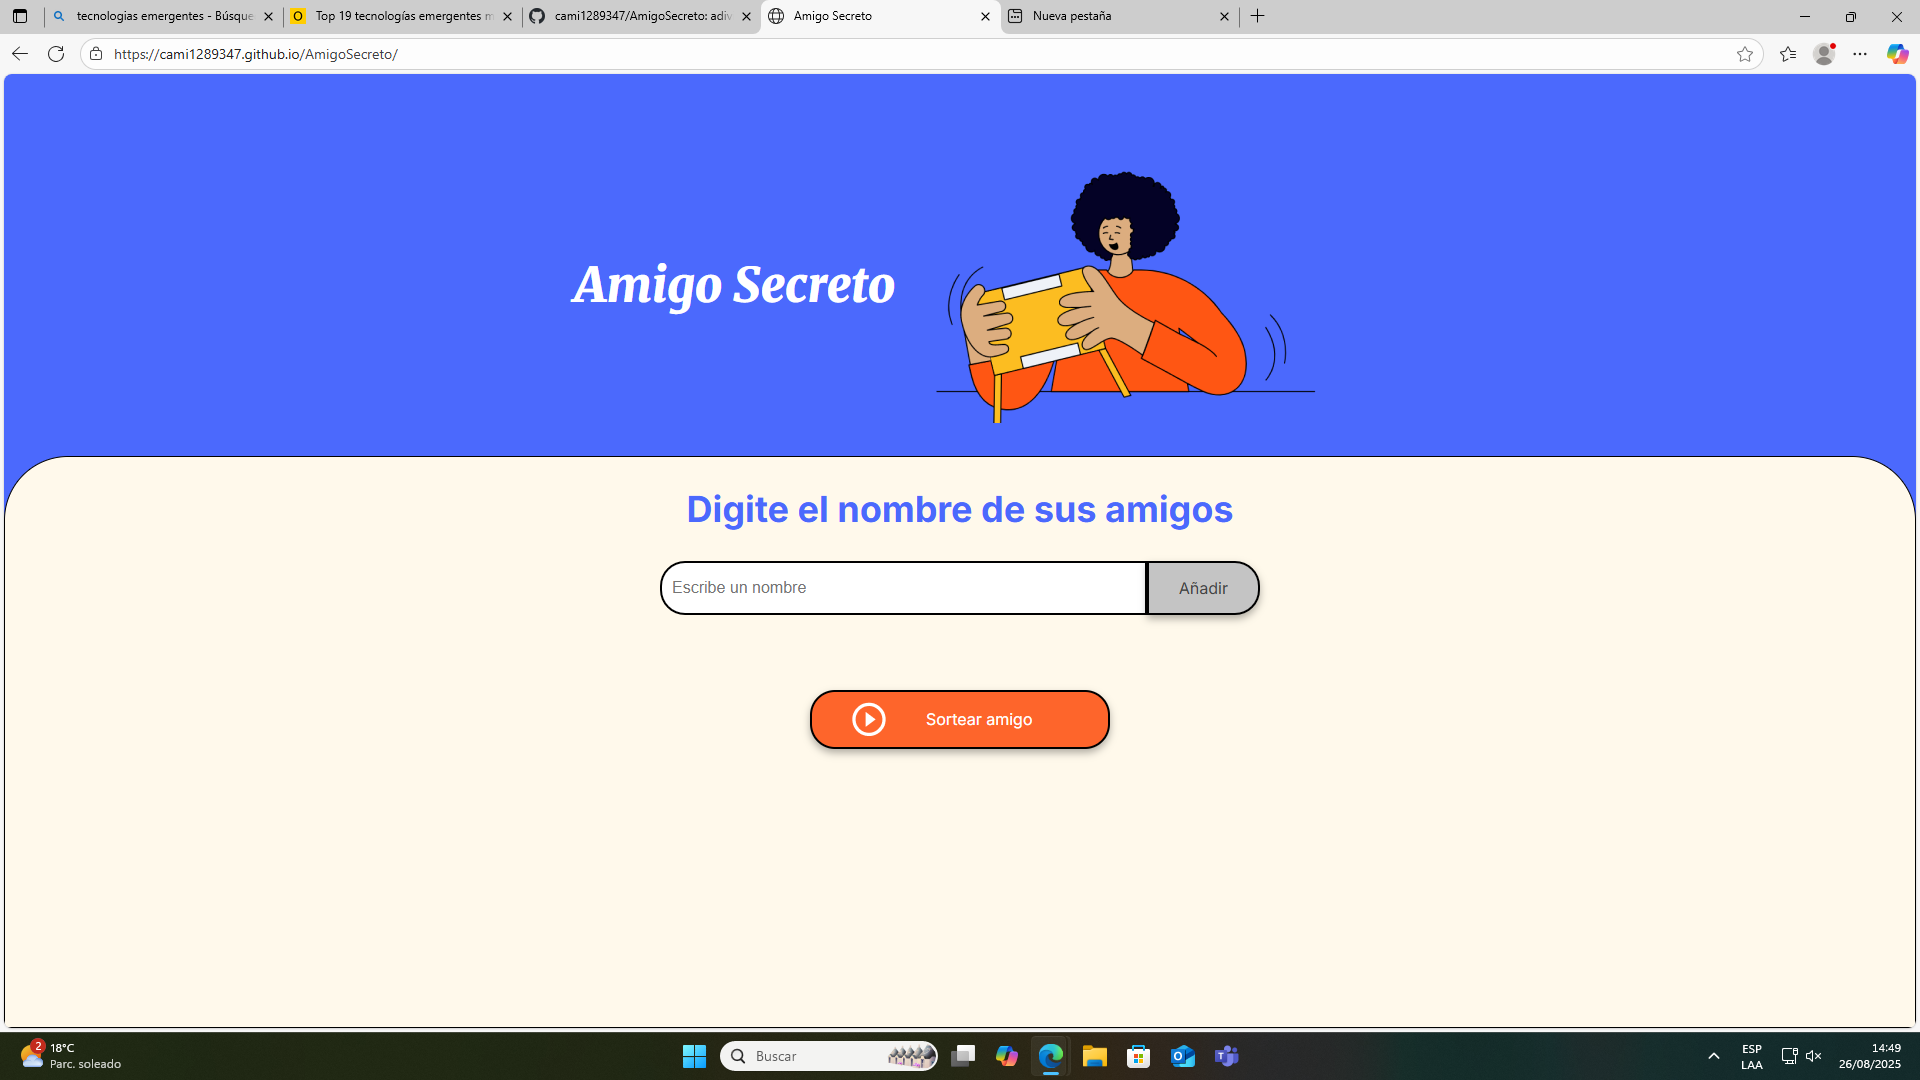 tecnologias emergentes - Búsque
Top 19 tecnologías emergentes m
cami1289347/AmigoSecreto: adiv
Amigo Secreto
Nueva pestaña
https://cami1289347.github.io/AmigoSecreto/
Amigo Secreto
Digite el nombre de sus amigos
Escribe un nombre
Añadir
Sortear amigo
2
18°C
Parc. soleado
Buscar
ESP
LAA
14:49
26/08/2025